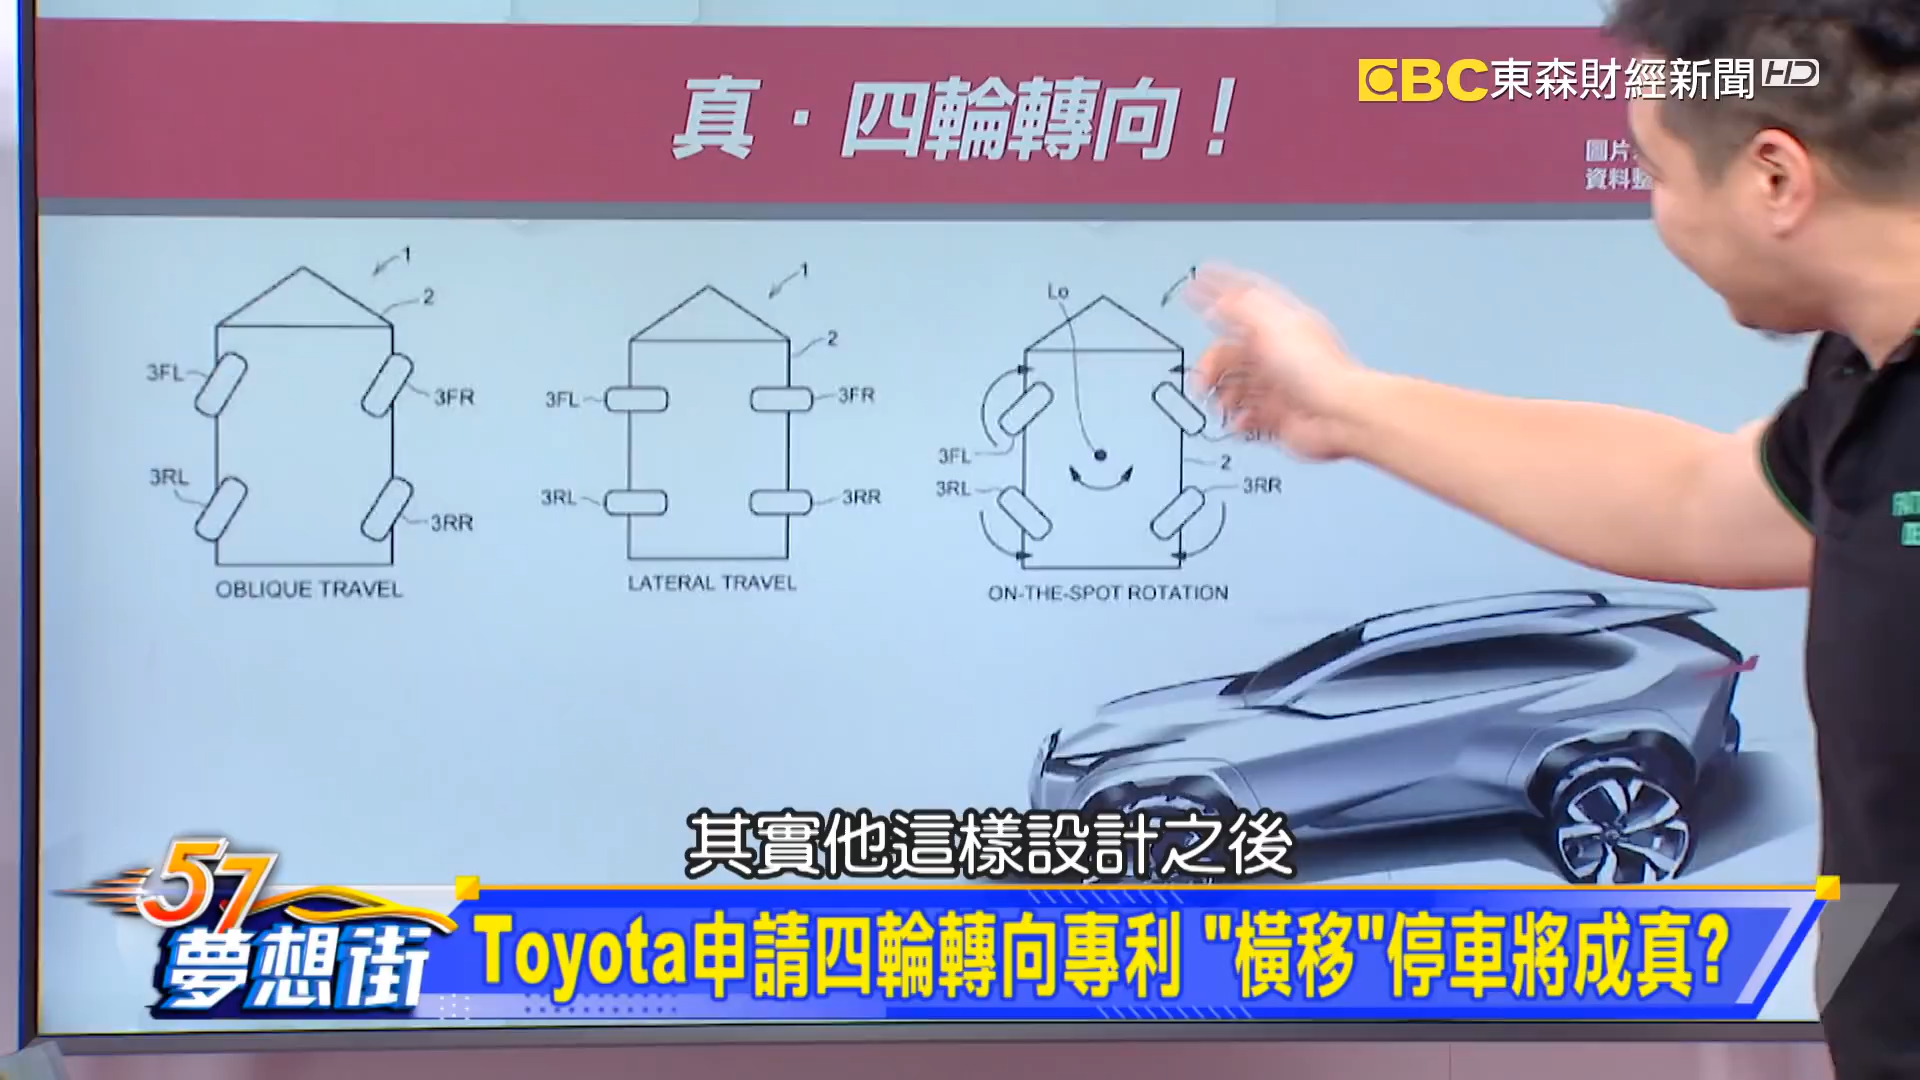 真·四輪轉向!
EBC東森財經新聞HD
圖片
資料整
1
2
3FL
3FR
3RL
3RR
OBLIQUE TRAVEL
1
2
3FL
3FR
3RL
3RR
LATERAL TRAVEL
Lo
1
3FL
3FR
2
3RL
3RR
ON-THE-SPOT ROTATION
其實他這樣設計之後
57夢想街
Toyota申請四輪轉向專利 "橫移"停車將成真?